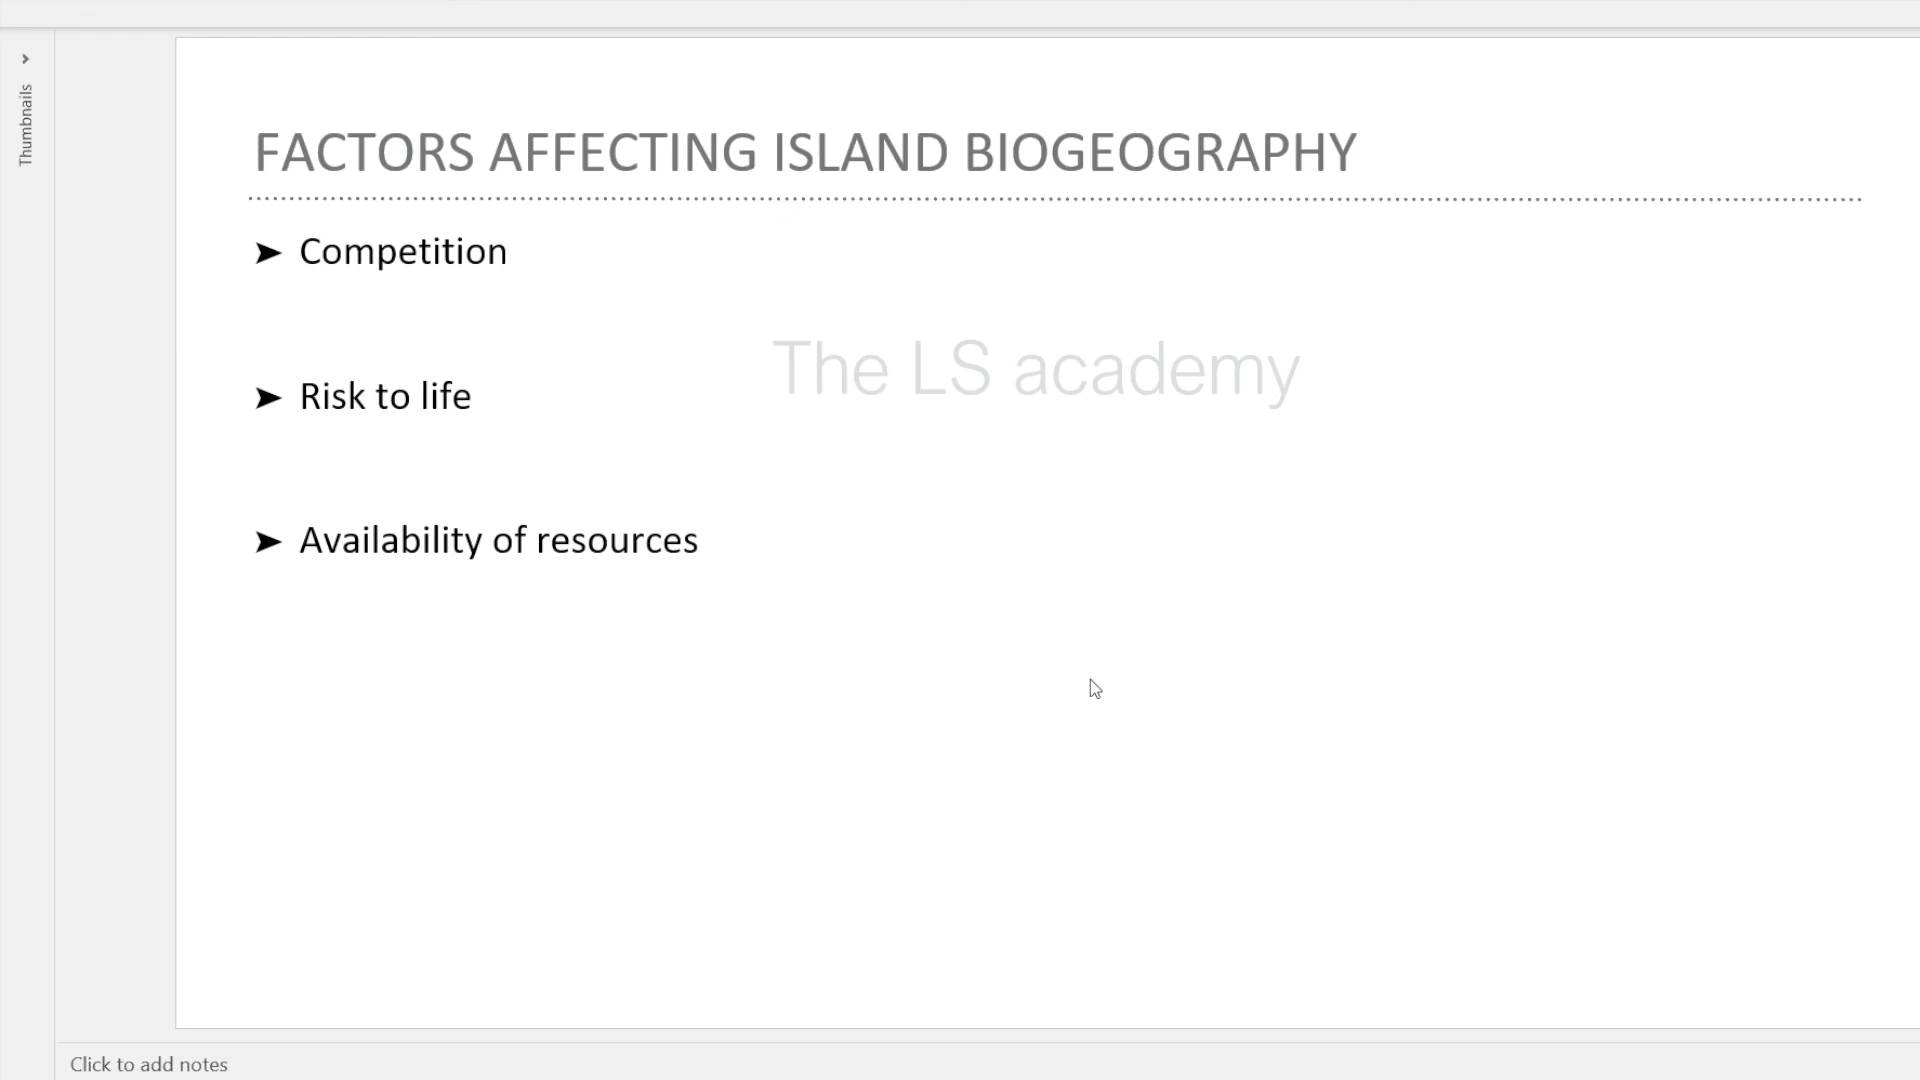 Thumbnails
FACTORS AFFECTING ISLAND BIOGEOGRAPHY
➤ Competition
The LS academy
➤ Risk to life
➤ Availability of resources
Click to add notes